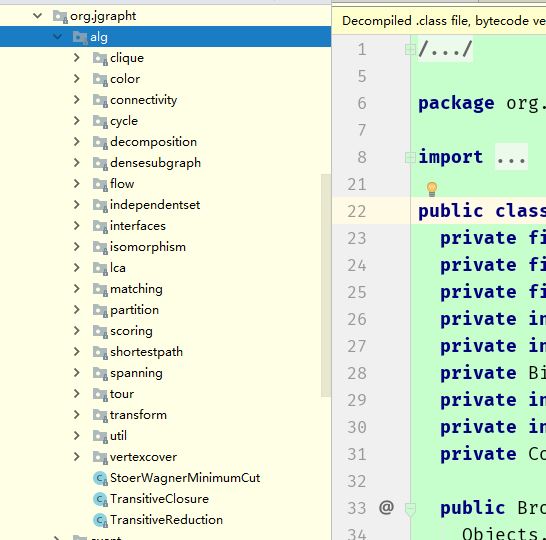 org.jgrapht
alg
clique
color
connectivity
cycle
decomposition
densesubgraph
flow
independentset
interfaces
isomorphism
lca
matching
partition
scoring
shortestpath
spanning
tour
transform
util
vertexcover
StoerWagnerMinimumCut
TransitiveClosure
TransitiveReduction
Decompiled .class file, bytecode ve
1 /.../
5
6 package org.
7
8 import ...
21
22 public class
23 private fi
24 private fi
25 private fi
26 private in
27 private in
28 private Bi
29 private in
30 private in
31 private Co
32
33 @ public Bro
34 Objects.